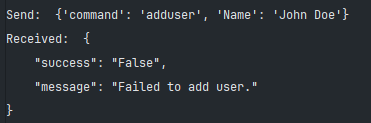 Send:  {'command': 'adduser', 'Name': 'John Doe'}
Received:  {
    "success": "False",
    "message": "Failed to add user."
}